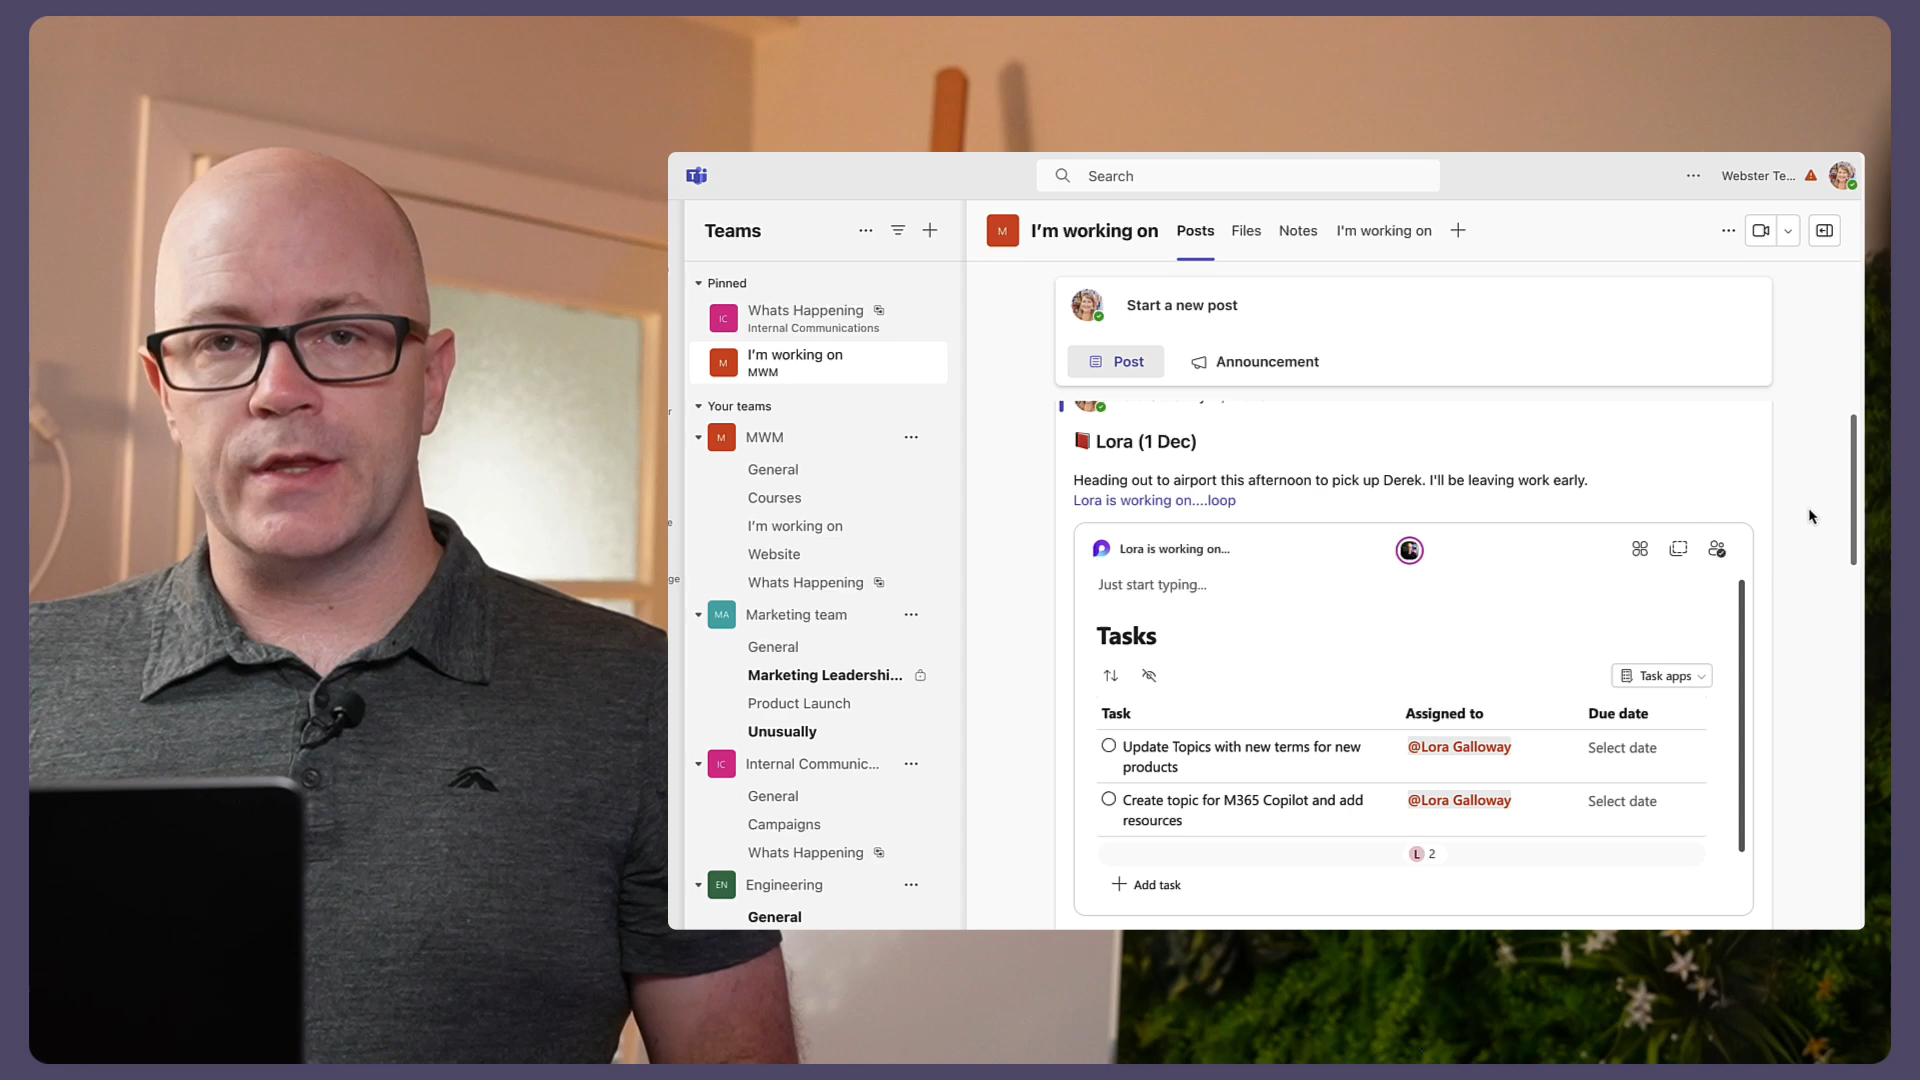 Search
Webster Te...
Teams
I'm working on
Posts
Files
Notes
I'm working on
M
Pinned
IC
Whats Happening
Internal Communications
M
I'm working on
MWM
Your teams
M
MWM
General
Courses
I'm working on
Website
Whats Happening
MA
Marketing team
General
Marketing Leadershi...
Product Launch
Unusually
IC
Internal Communic...
General
Campaigns
Whats Happening
EN
Engineering
General
Start a new post
Post
Announcement
Lora (1 Dec)
Heading out to airport this afternoon to pick up Derek. I'll be leaving work early.
Lora is working on....loop
Lora is working on...
Just start typing...
Tasks
Task apps
Task
Assigned to
Due date
Update Topics with new terms for new
products
@Lora Galloway
Select date
Create topic for M365 Copilot and add
resources
@Lora Galloway
Select date
L 2
Add task